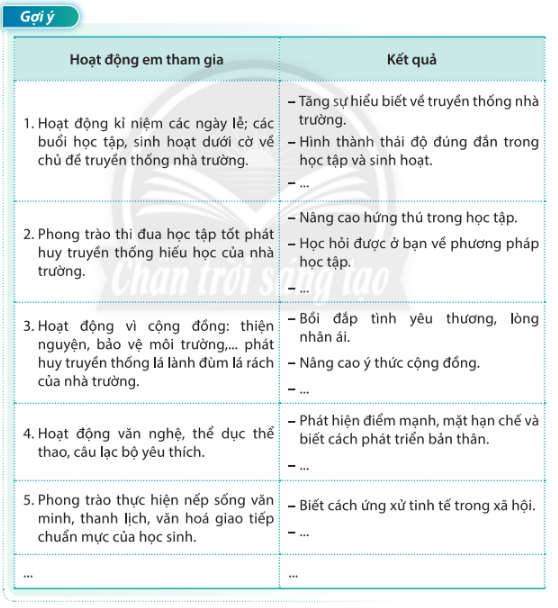 Gợi ý
Hoạt động em tham gia
Kết quả
1. Hoạt động kỉ niệm các ngày lễ; các
buổi học tập, sinh hoạt dưới cờ về
chủ đề truyền thống nhà trường.
– Tăng sự hiểu biết về truyền thống nhà
trường.
– Hình thành thái độ đúng đắn trong
học tập và sinh hoạt.
– ...
2. Phong trào thi đua học tập tốt phát
huy truyền thống hiếu học của nhà
trường.
– Nâng cao hứng thú trong học tập.
– Học hỏi được ở bạn về phương pháp
học tập.
– ...
Chân trời sáng tạo
3. Hoạt động vì cộng đồng: thiện
nguyện, bảo vệ môi trường,... phát
huy truyền thống lá lành đùm lá rách
của nhà trường.
– Bồi đắp tình yêu thương, lòng
nhân ái.
– Nâng cao ý thức cộng đồng.
– ...
4. Hoạt động văn nghệ, thể dục thể
thao, câu lạc bộ yêu thích.
– Phát hiện điểm mạnh, mặt hạn chế và
biết cách phát triển bản thân.
– ...
5. Phong trào thực hiện nếp sống văn
minh, thanh lịch, văn hoá giao tiếp
chuẩn mực của học sinh.
– Biết cách ứng xử tinh tế trong xã hội.
– ...
...
...